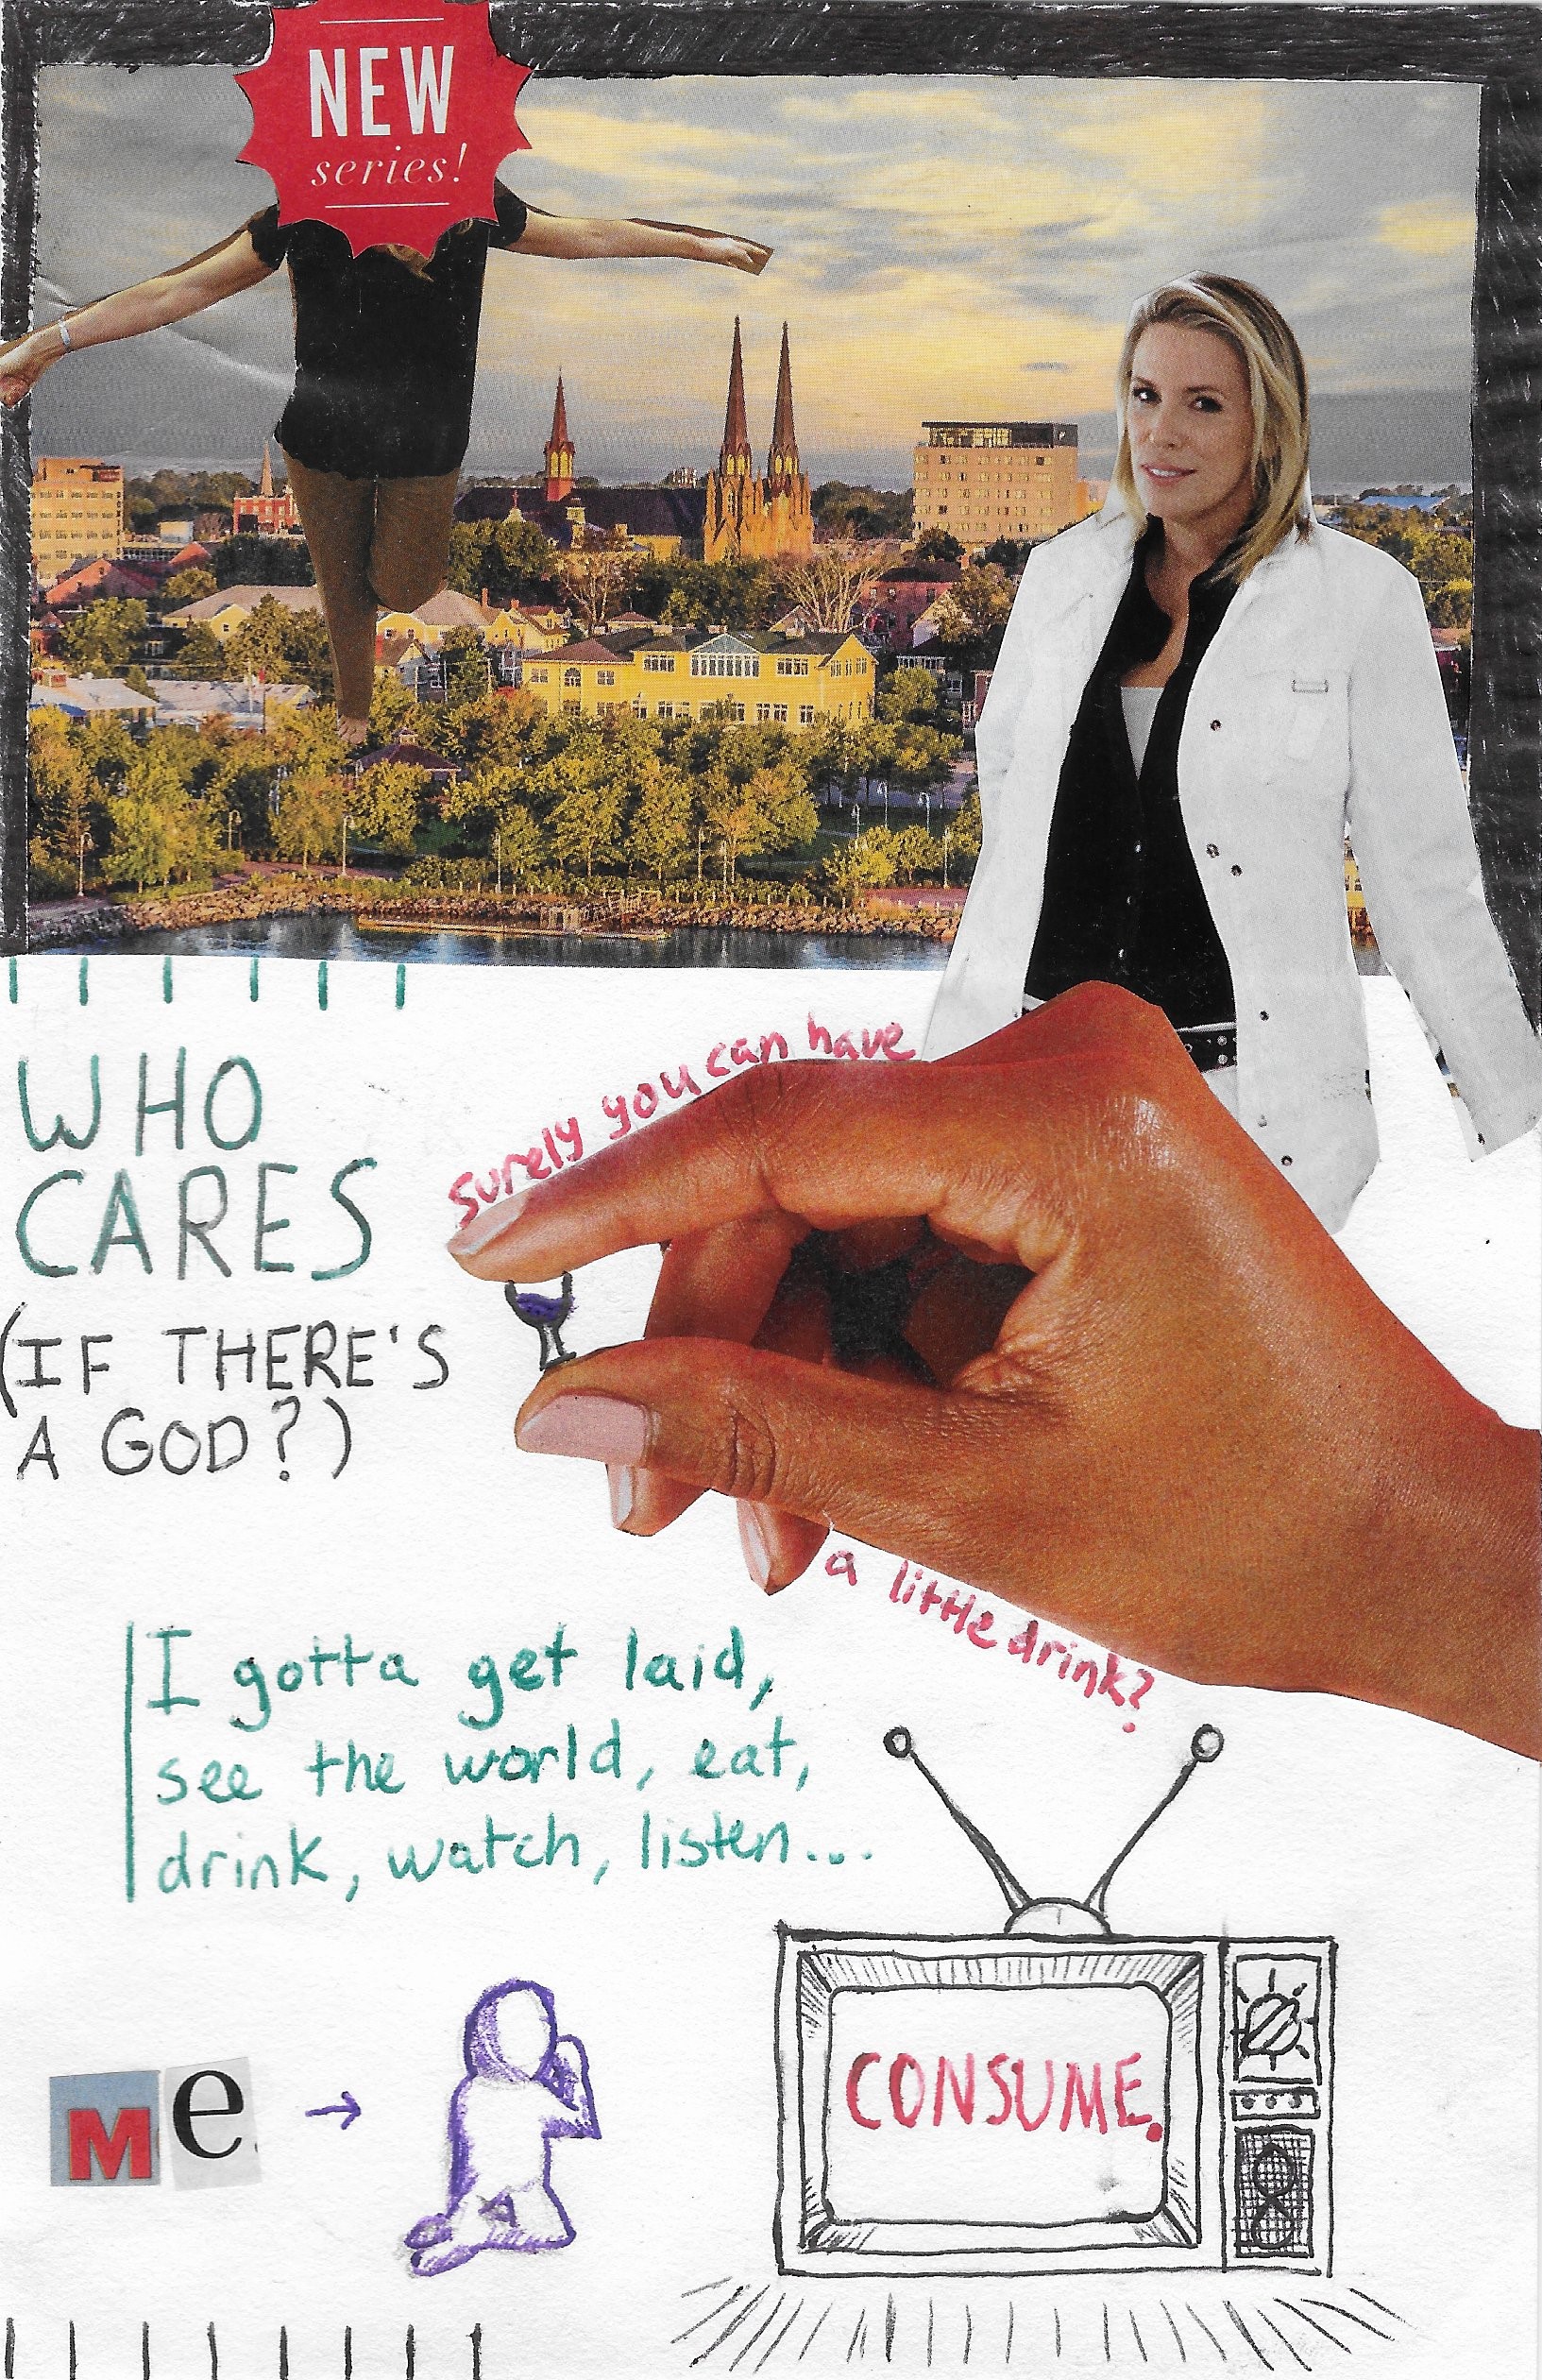 NEW
series!
WHO
CARES
(IF THERE'S
A GOD?)
surely you can have
a little drink?
I gotta get laid,
see the world, eat,
drink, watch, listen...
Me
CONSUME.